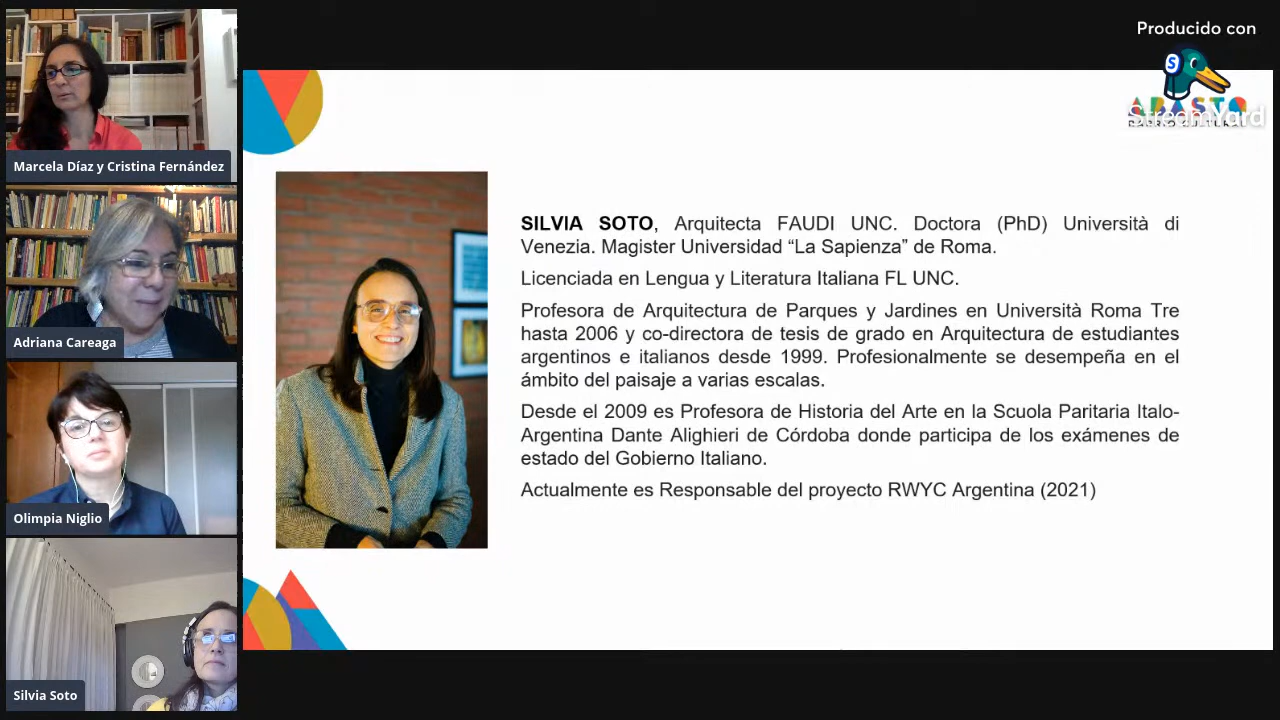 Producido con
StreamYard
ABASTO
BARRIO CULTURAL
Marcela Díaz y Cristina Fernández
Adriana Careaga
Olimpia Niglio
Silvia Soto
SILVIA SOTO, Arquitecta FAUDI UNC. Doctora (PhD) Università di
Venezia. Magister Universidad “La Sapienza” de Roma.
Licenciada en Lengua y Literatura Italiana FL UNC.
Profesora de Arquitectura de Parques y Jardines en Università Roma Tre
hasta 2006 y co-directora de tesis de grado en Arquitectura de estudiantes
argentinos e italianos desde 1999. Profesionalmente se desempeña en el
ámbito del paisaje a varias escalas.
Desde el 2009 es Profesora de Historia del Arte en la Scuola Paritaria Italo-
Argentina Dante Alighieri de Córdoba donde participa de los exámenes de
estado del Gobierno Italiano.
Actualmente es Responsable del proyecto RWYC Argentina (2021)